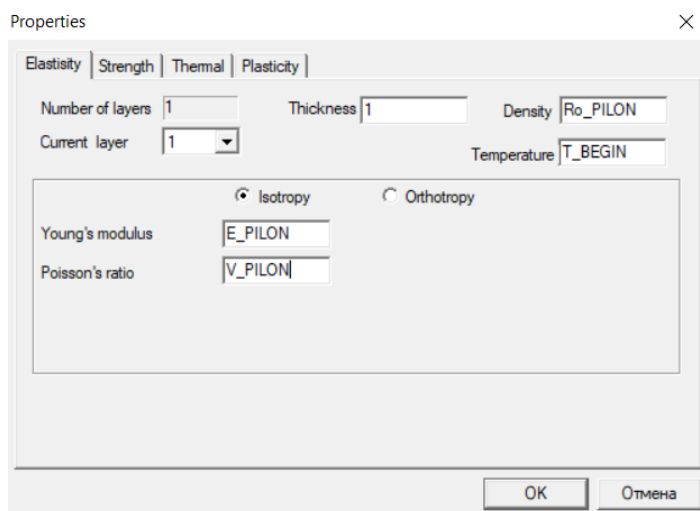 Properties
Elastisity Strength Thermal Plasticity
Number of layers 1 Thickness 1 Density Ro_PILON
Current layer 1 Temperature T_BEGIN
Isotropy Orthotropy
Young's modulus E_PILON
Poisson's ratio V_PILON
OK Отмена